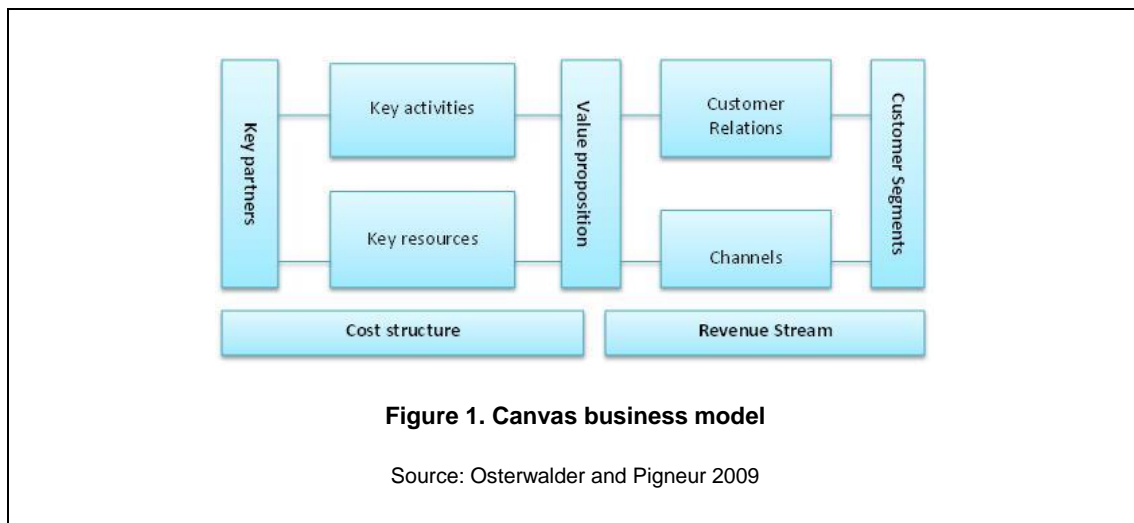 Key partners
Key activities
Key resources
Value proposition
Customer
Relations
Channels
Customer Segments
Cost structure
Revenue Stream
Figure 1. Canvas business model
Source: Osterwalder and Pigneur 2009